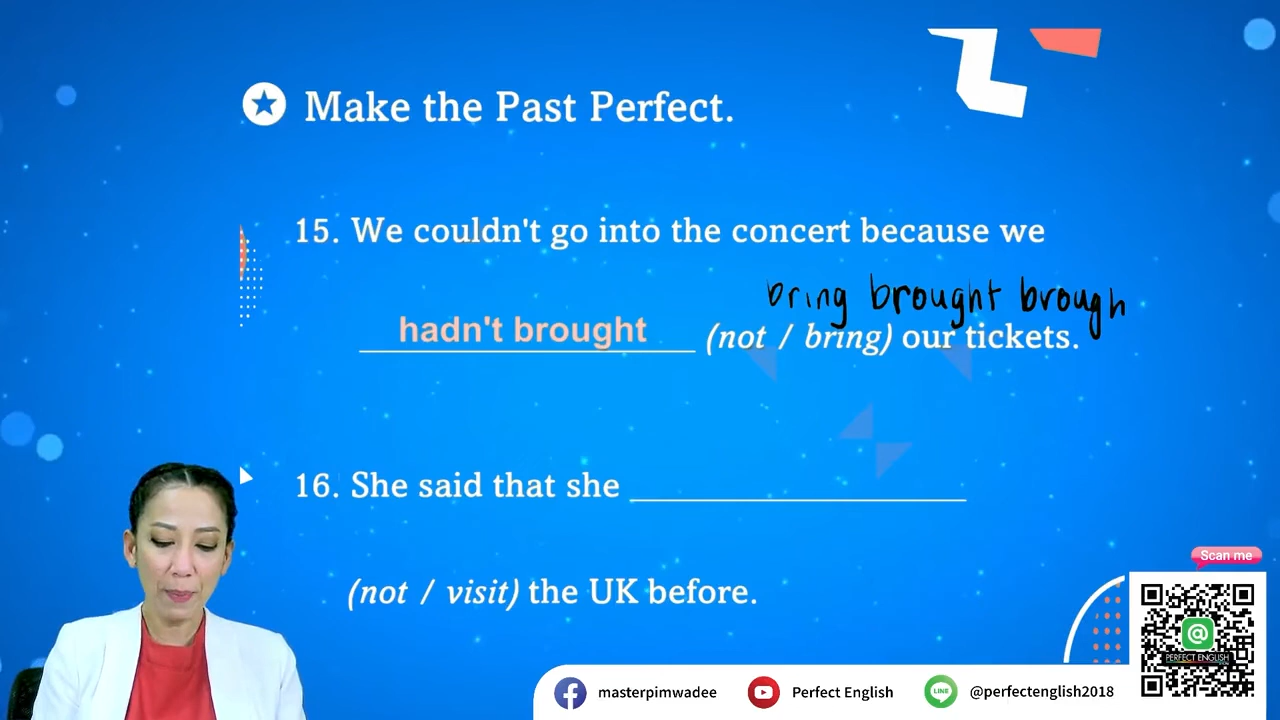 Make the Past Perfect.
15. We couldn't go into the concert because we
bring brought brough
hadn't brought (not / bring) our tickets.
16. She said that she
(not / visit) the UK before.
Scan me
PERFECT ENGLISH
masterpimwadee Perfect English LINE @perfectenglish2018